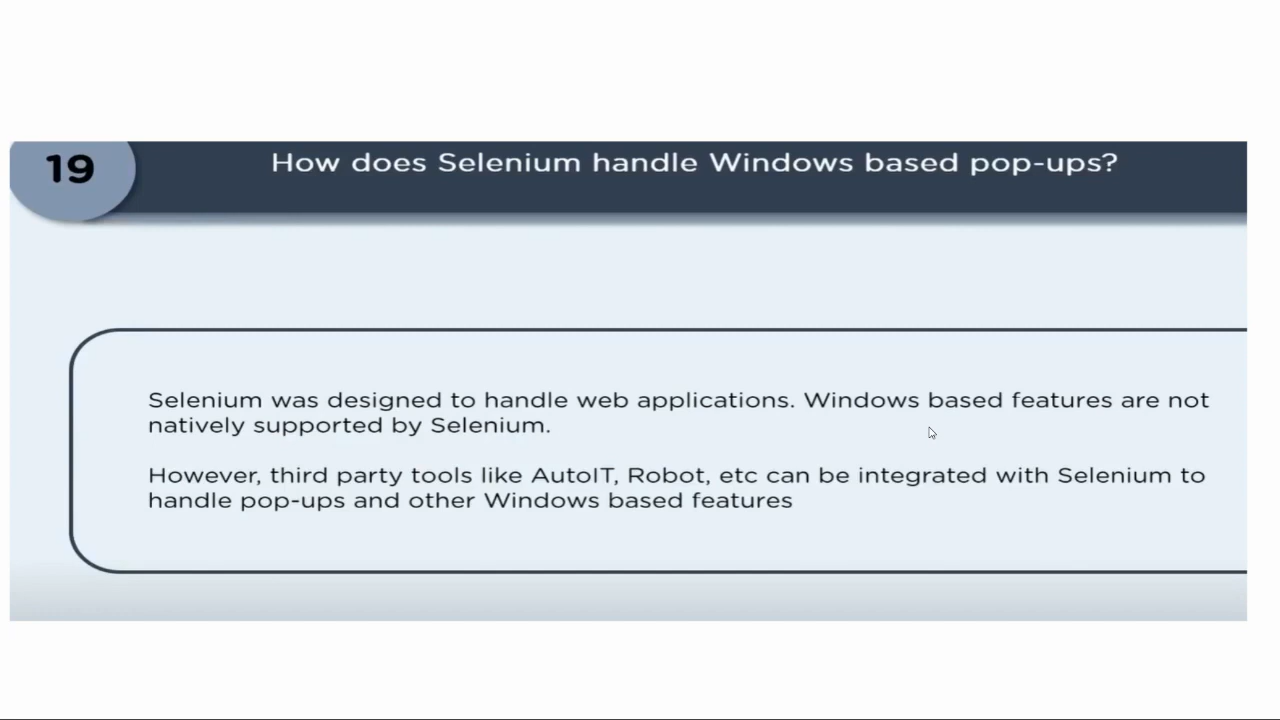 19
How does Selenium handle Windows based pop-ups?
Selenium was designed to handle web applications. Windows based features are not
natively supported by Selenium.
However, third party tools like AutoIT, Robot, etc can be integrated with Selenium to
handle pop-ups and other Windows based features